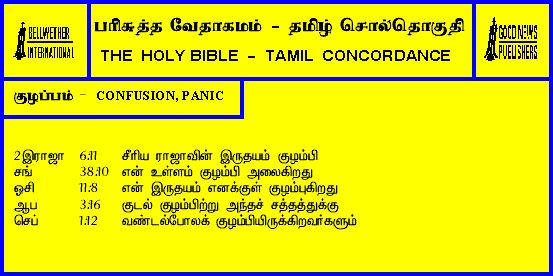 BELLWETHER
INTERNATIONAL
பரிசுத்த வேதாகமம் - தமிழ் சொல்தொகுதி
THE HOLY BIBLE - TAMIL CONCORDANCE
GOOD NEWS
PUBLISHERS
குழப்பம் - CONFUSION, PANIC
2இராஜா 6:11 சீரிய ராஜாவின் இருதயம் குழம்பி
சங் 38:10 என் உள்ளம் குழம்பி அலைகிறது
ஓசி 11:8 என் இருதயம் எனக்குள் குழம்புகிறது
ஆப 3:16 குடல் குழம்பிற்று அந்தச் சத்தத்துக்கு
செப் 1:12 வண்டல்போலக் குழம்பியிருக்கிறவர்களும்